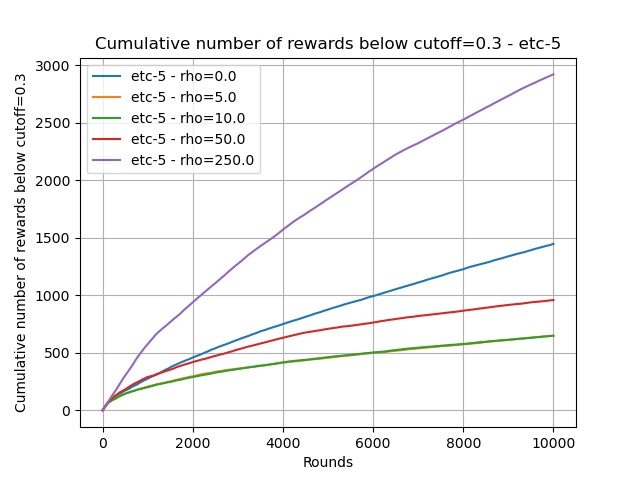 Cumulative number of rewards below cutoff=0.3 - etc-5
Cumulative number of rewards below cutoff=0.3
3000
2500
2000
1500
1000
500
0
etc-5 - rho=0.0
etc-5 - rho=5.0
etc-5 - rho=10.0
etc-5 - rho=50.0
etc-5 - rho=250.0
0 2000 4000 6000 8000 10000
Rounds